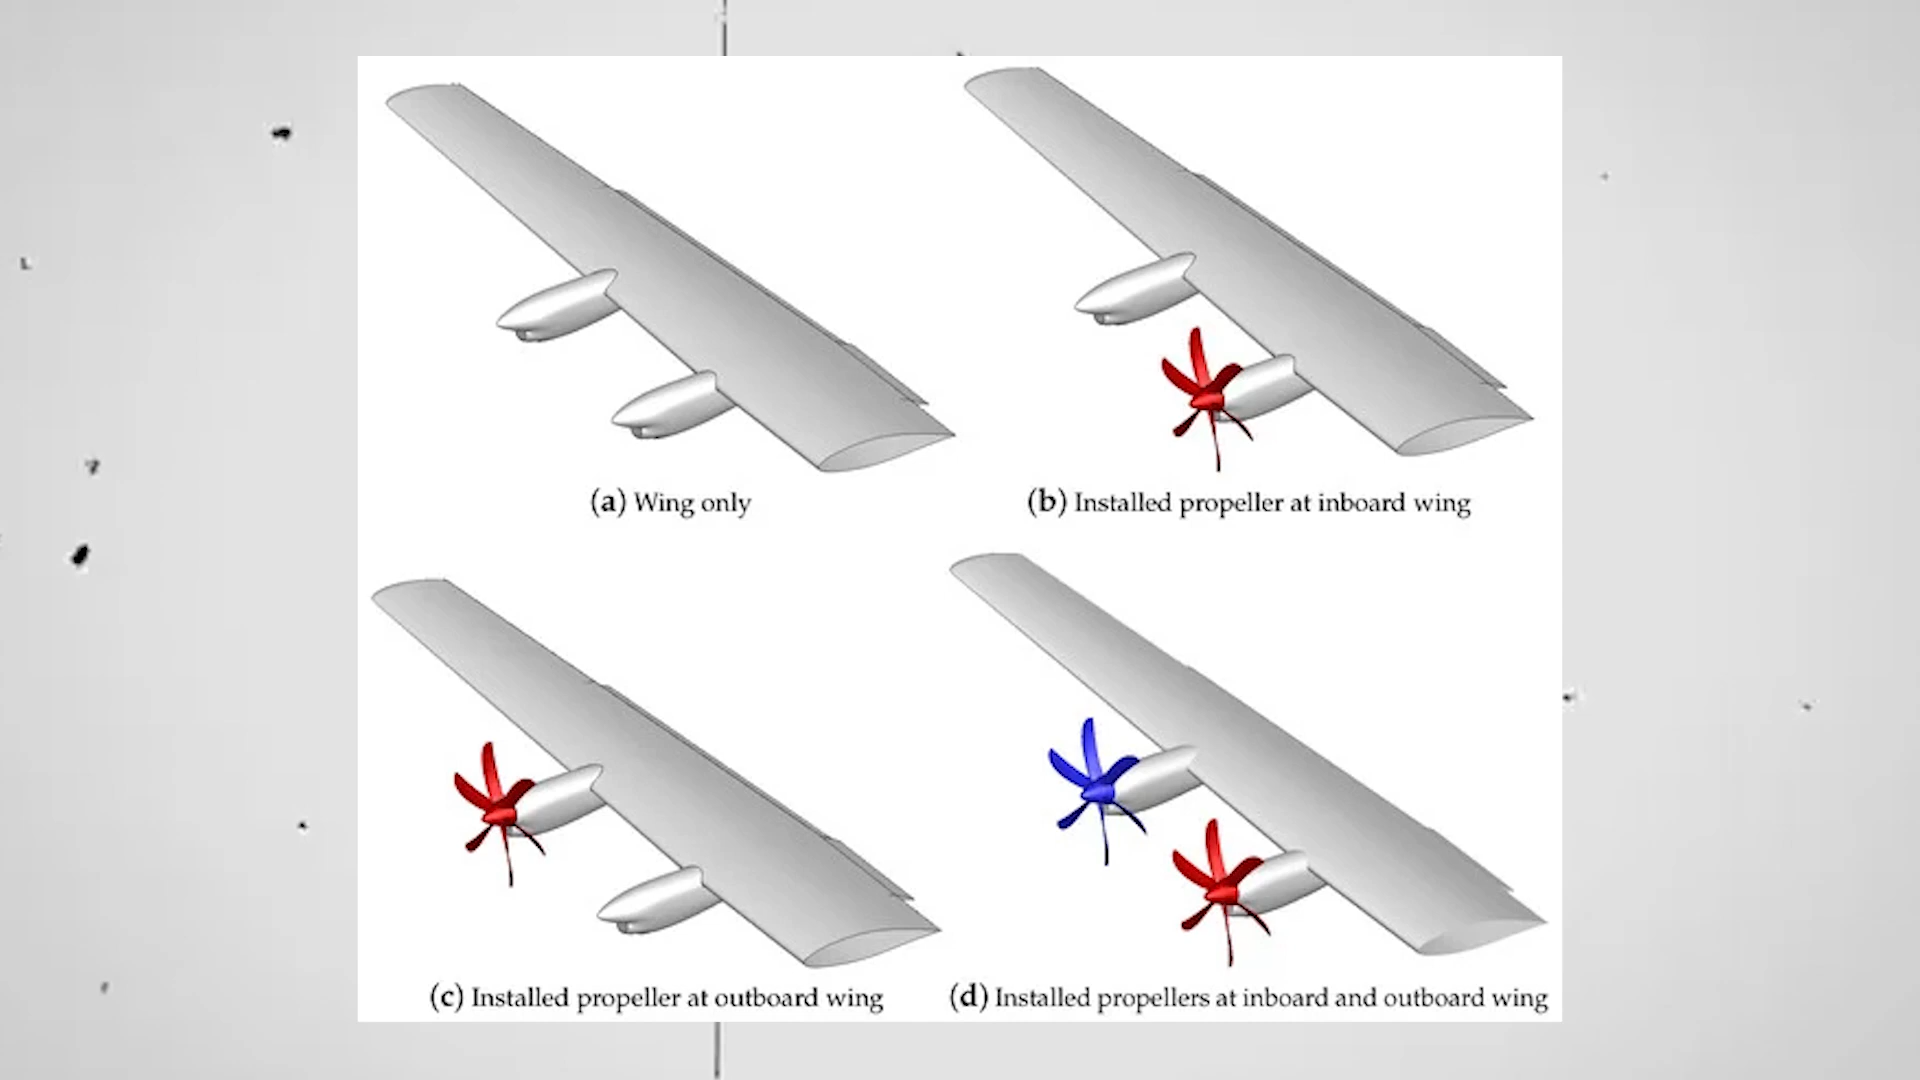 (a) Wing only
(b) Installed propeller at inboard wing
(c) Installed propeller at outboard wing
(d) Installed propellers at inboard and outboard wing